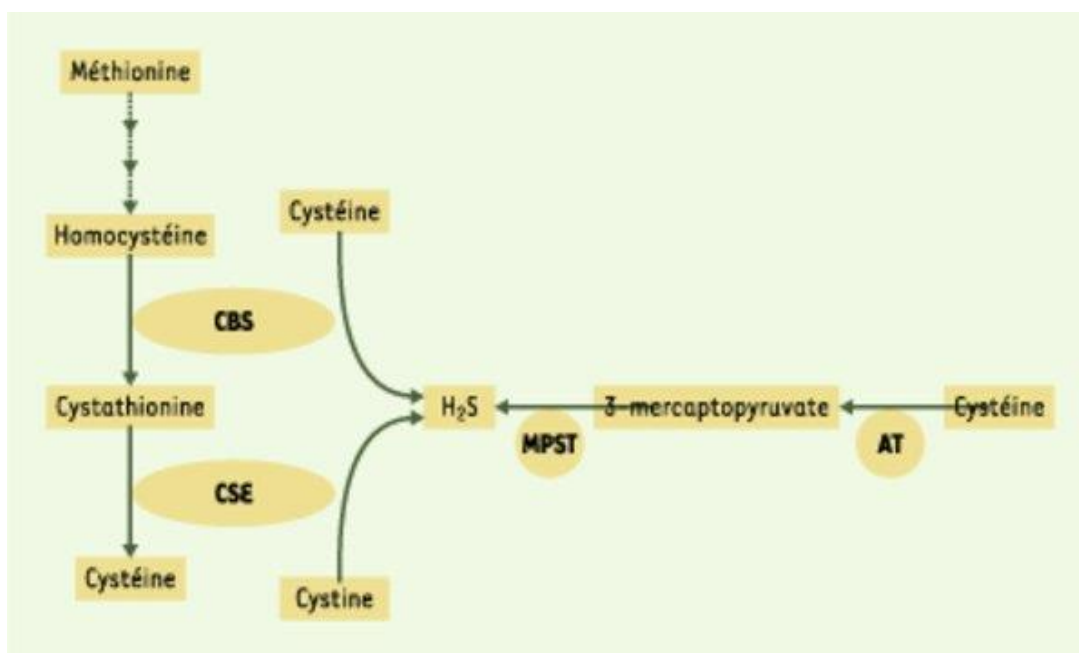 Méthionine
Homocystéine
CBS
Cystathionine
CSE
Cystéine
Cystéine
H₂S
Cystine
MPST
3-mercaptopyruvate
AT
Cystéine